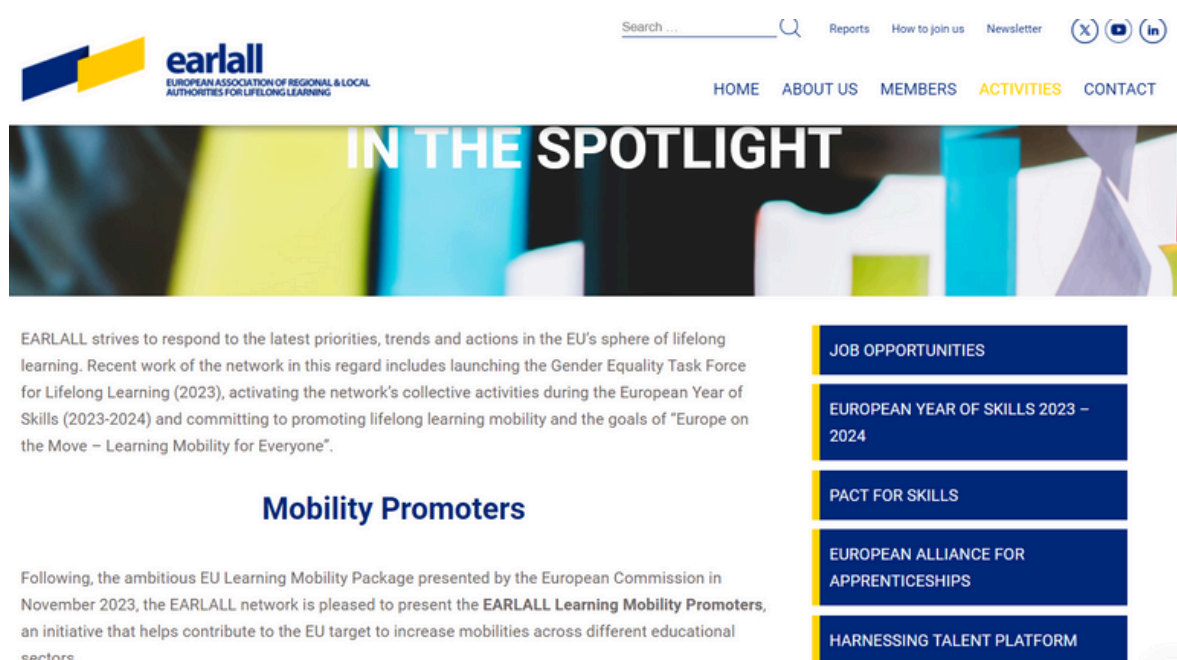 Search ...
Reports
How to join us
Newsletter
earlall
EUROPEAN ASSOCIATION OF REGIONAL & LOCAL
AUTHORITIES FOR LIFELONG LEARNING
HOME
ABOUT US
MEMBERS
ACTIVITIES
CONTACT
IN THE SPOTLIGHT
EARLALL strives to respond to the latest priorities, trends and actions in the EU's sphere of lifelong
learning. Recent work of the network in this regard includes launching the Gender Equality Task Force
for Lifelong Learning (2023), activating the network's collective activities during the European Year of
Skills (2023-2024) and committing to promoting lifelong learning mobility and the goals of “Europe on
the Move – Learning Mobility for Everyone”.
Mobility Promoters
Following, the ambitious EU Learning Mobility Package presented by the European Commission in
November 2023, the EARLALL network is pleased to present the EARLALL Learning Mobility Promoters,
an initiative that helps contribute to the EU target to increase mobilities across different educational
sectors.
JOB OPPORTUNITIES
EUROPEAN YEAR OF SKILLS 2023 –
2024
PACT FOR SKILLS
EUROPEAN ALLIANCE FOR
APPRENTICESHIPS
HARNESSING TALENT PLATFORM